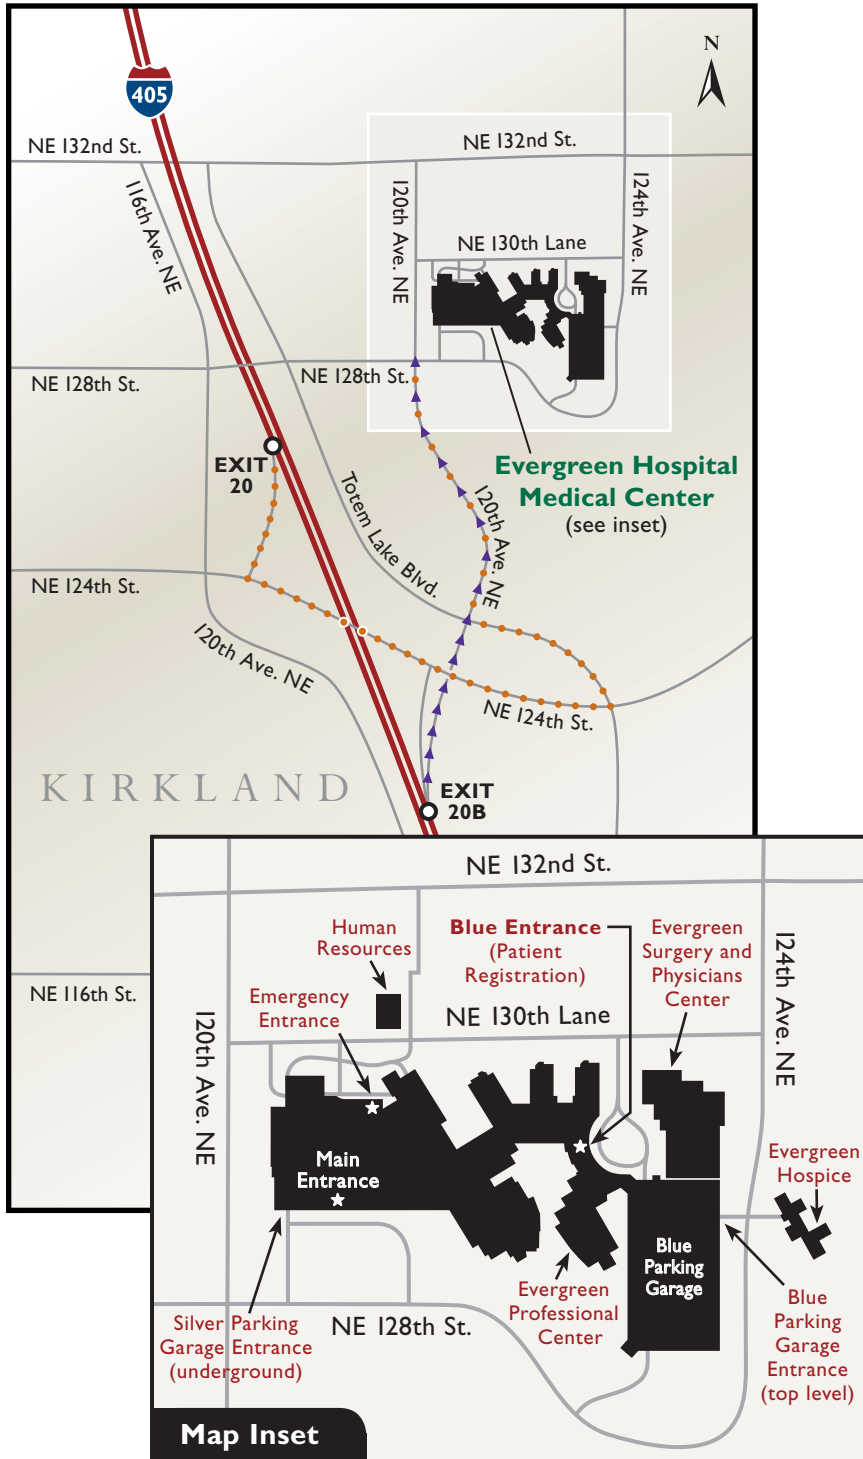 N
405
NE 132nd St.
NE 132nd St.
116th Ave. NE
120th Ave. NE
124th Ave. NE
NE 130th Lane
NE 128th St.
NE 128th St.
EXIT
20
Evergreen Hospital
Medical Center
(see inset)
Totem Lake Blvd.
120th Ave. NE
NE 124th St.
120th Ave. NE
NE 124th St.
KIRKLAND
EXIT
20B
NE 116th St.
NE 132nd St.
Human
Resources
Blue Entrance
(Patient
Registration)
Evergreen
Surgery and
Physicians
Center
124th Ave. NE
Emergency
Entrance
NE 130th Lane
120th Ave. NE
Main
Entrance
Evergreen
Hospice
Blue
Parking
Garage
Evergreen
Professional
Center
Silver Parking
Garage Entrance
(underground)
NE 128th St.
Blue
Parking
Garage
Entrance
(top level)
Map Inset